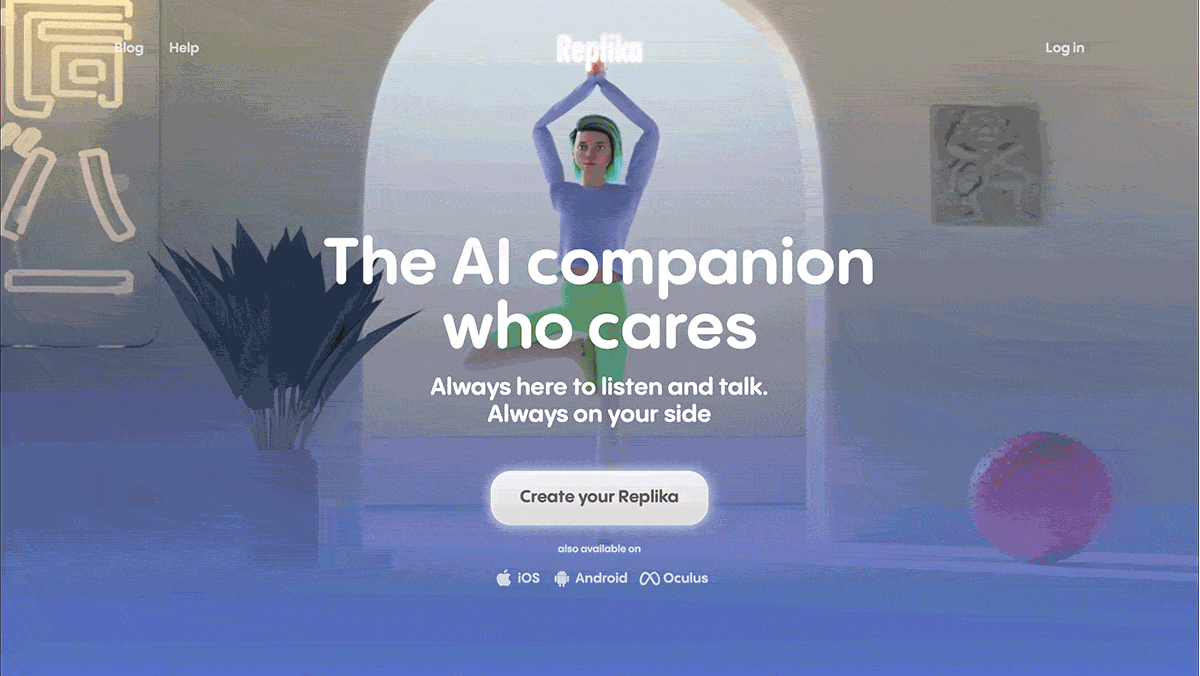 Blog Help Replika Log in
The AI companion
who cares
Always here to listen and talk.
Always on your side
Create your Replika
also available on
iOS Android Oculus